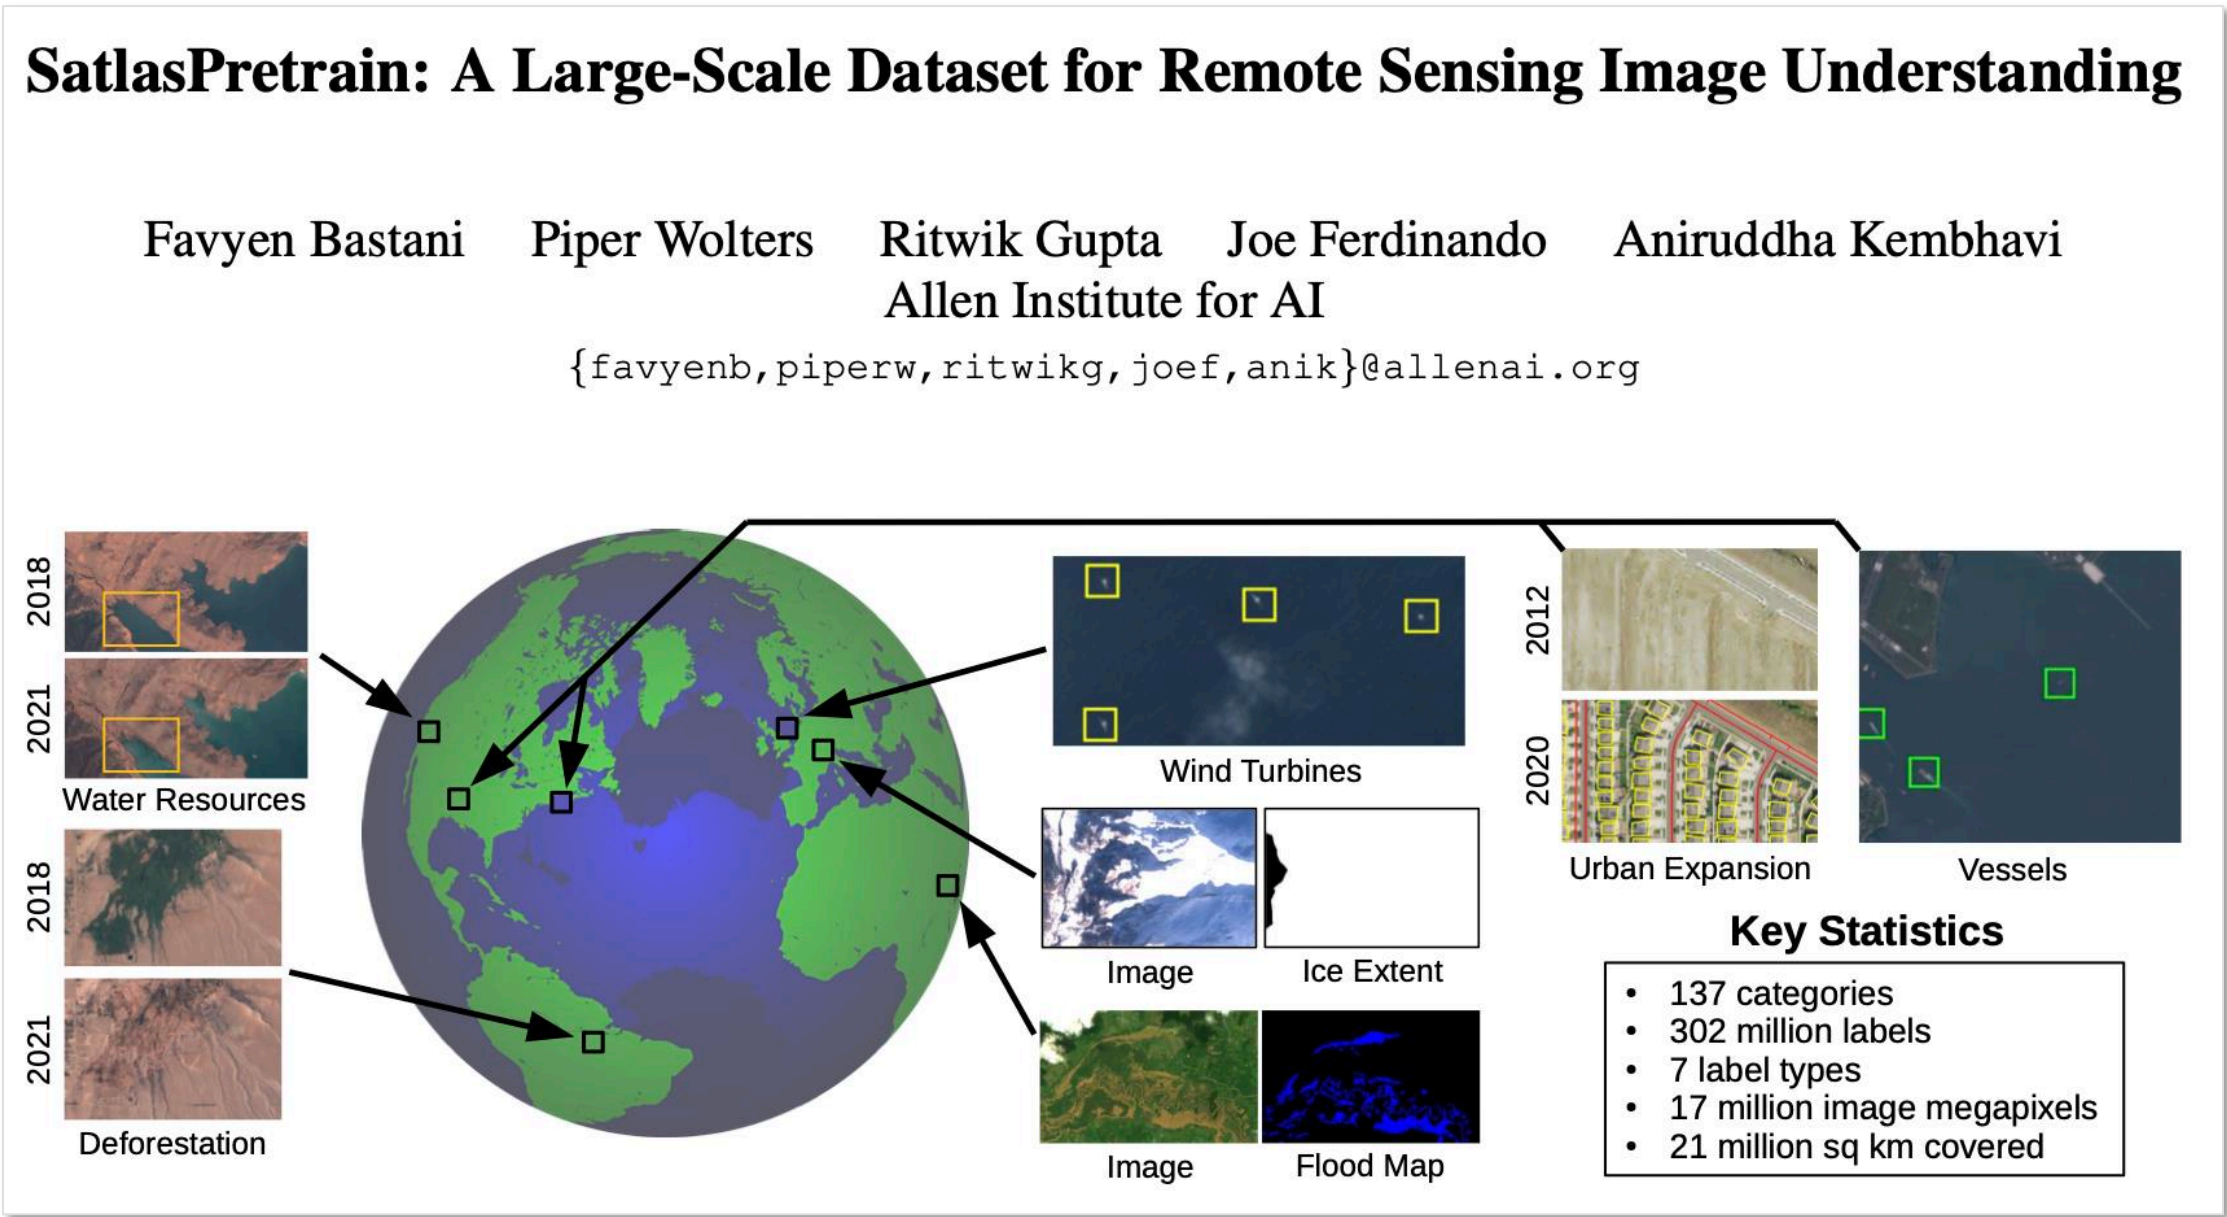 SatlasPretrain: A Large-Scale Dataset for Remote Sensing Image Understanding
Favyen Bastani Piper Wolters Ritwik Gupta Joe Ferdinando Aniruddha Kembhavi
Allen Institute for AI
{favyenb,piperw,ritwikg,joef,anik}@allenai.org
2018
2021
Water Resources
2018
2021
Deforestation
Wind Turbines
Image
Ice Extent
Image
Flood Map
2012
2020
Urban Expansion
Vessels
Key Statistics
• 137 categories
• 302 million labels
• 7 label types
• 17 million image megapixels
• 21 million sq km covered